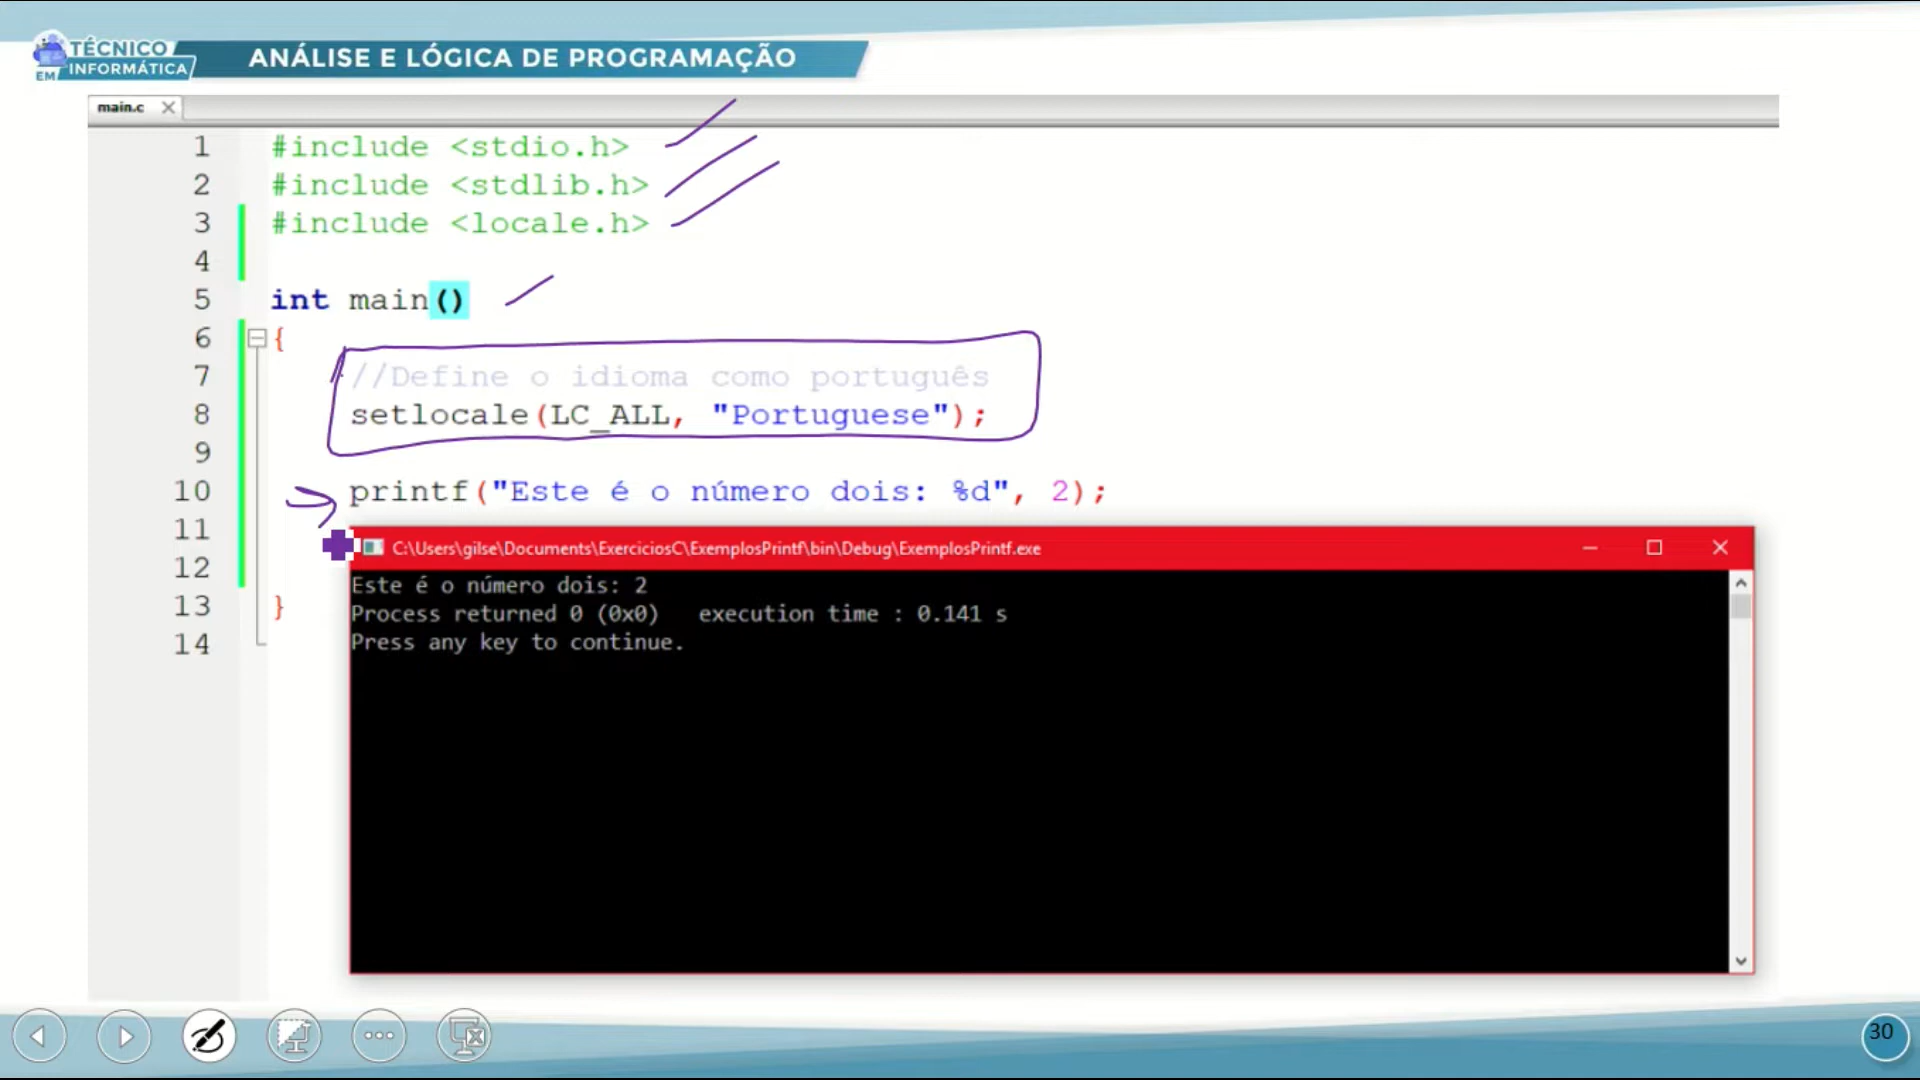 TÉCNICO
EM INFORMÁTICA
ANÁLISE E LÓGICA DE PROGRAMAÇÃO
main.c
1 #include <stdio.h>
2 #include <stdlib.h>
3 #include <locale.h>
4
5 int main()
6 {
7 //Define o idioma como português
8 setlocale(LC_ALL, "Portuguese");
9
10 printf("Este é o número dois: %d", 2);
11
12
13 }
14
C:\Users\gilse\Documents\ExerciciosC\ExemplosPrintf\bin\Debug\ExemplosPrintf.exe
Este é o número dois: 2
Process returned 0 (0x0)   execution time : 0.141 s
Press any key to continue.
30